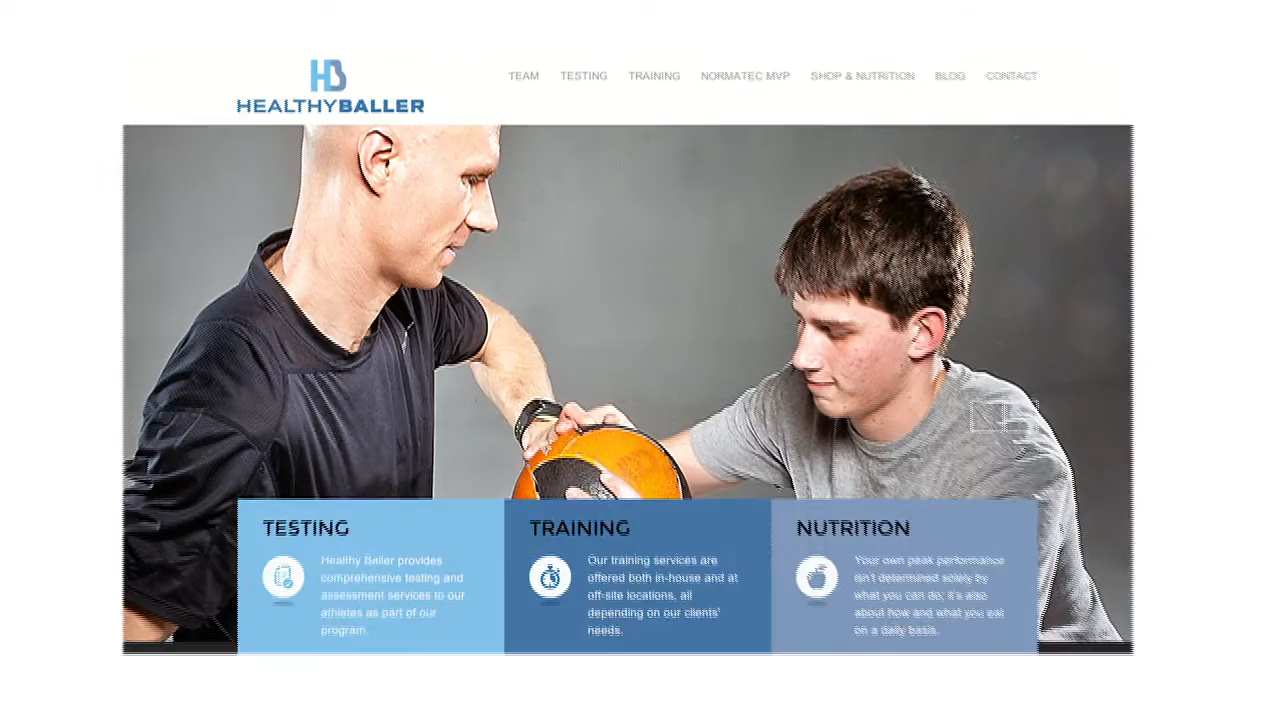 HB
HEALTHYBALLER
TEAM TESTING TRAINING NORMATEC MVP SHOP & NUTRITION BLOG CONTACT
TESTING
Healthy Baller provides
comprehensive testing and
assessment services to our
athletes as part of our
program.
TRAINING
Our training services are
offered both in-house and at
off-site locations, all
depending on our clients'
needs.
NUTRITION
Your own peak performance
isn't determined solely by
what you can do; it's also
about how and what you eat
on a daily basis.